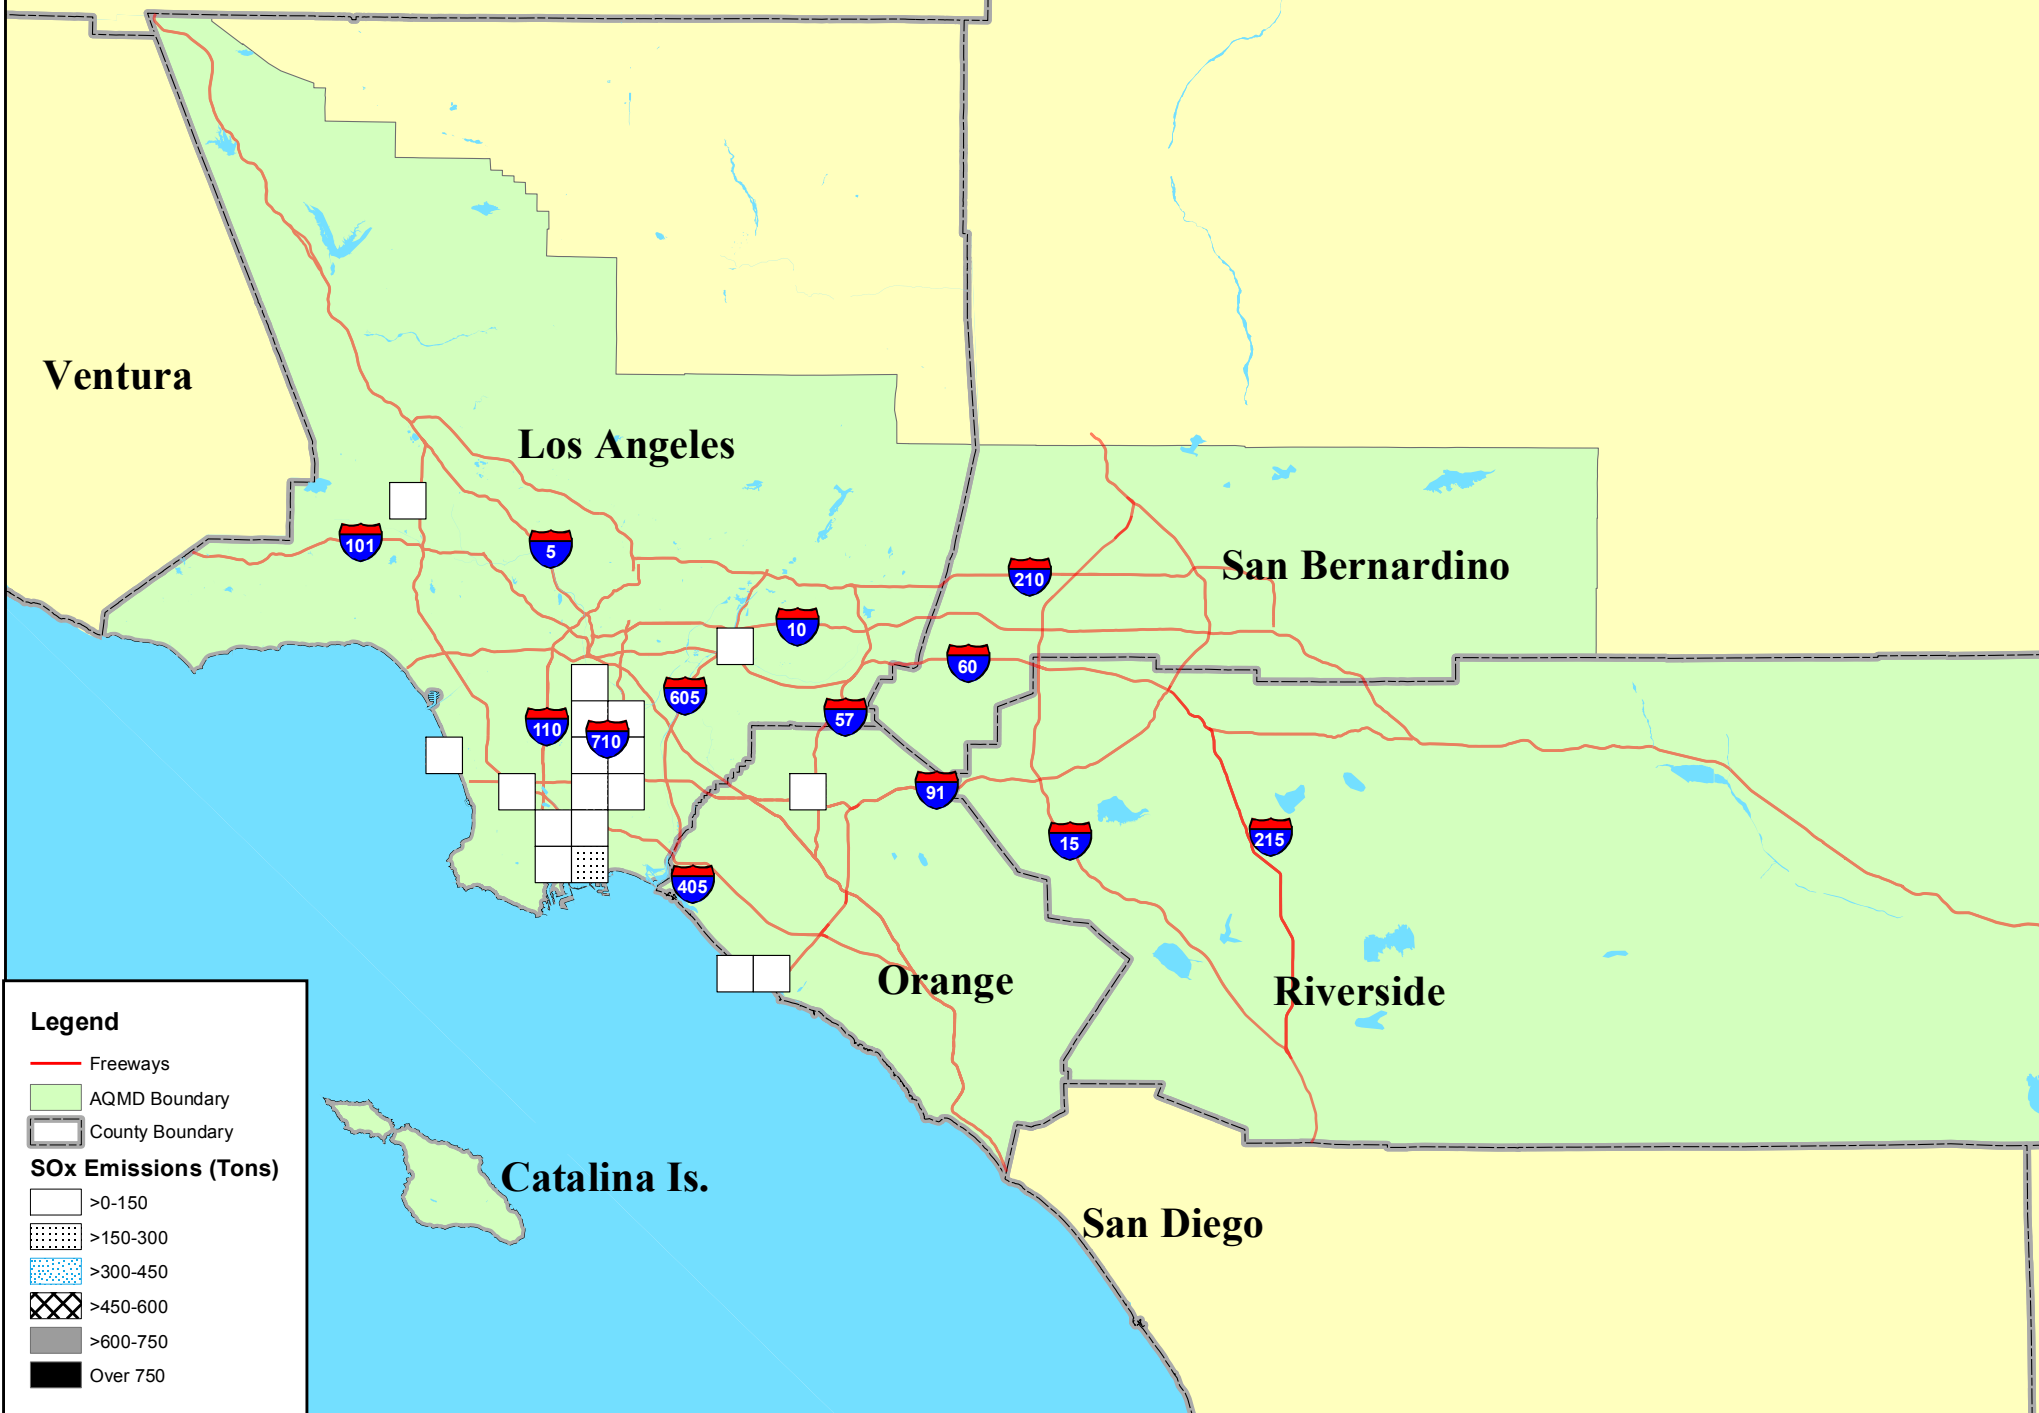 Ventura
Los Angeles
101
5
210
San Bernardino
10
60
605
57
110
710
91
15
215
405
Orange
Riverside
Catalina Is.
San Diego
Legend
Freeways
AQMD Boundary
County Boundary
SOx Emissions (Tons)
>0-150
>150-300
>300-450
>450-600
>600-750
Over 750